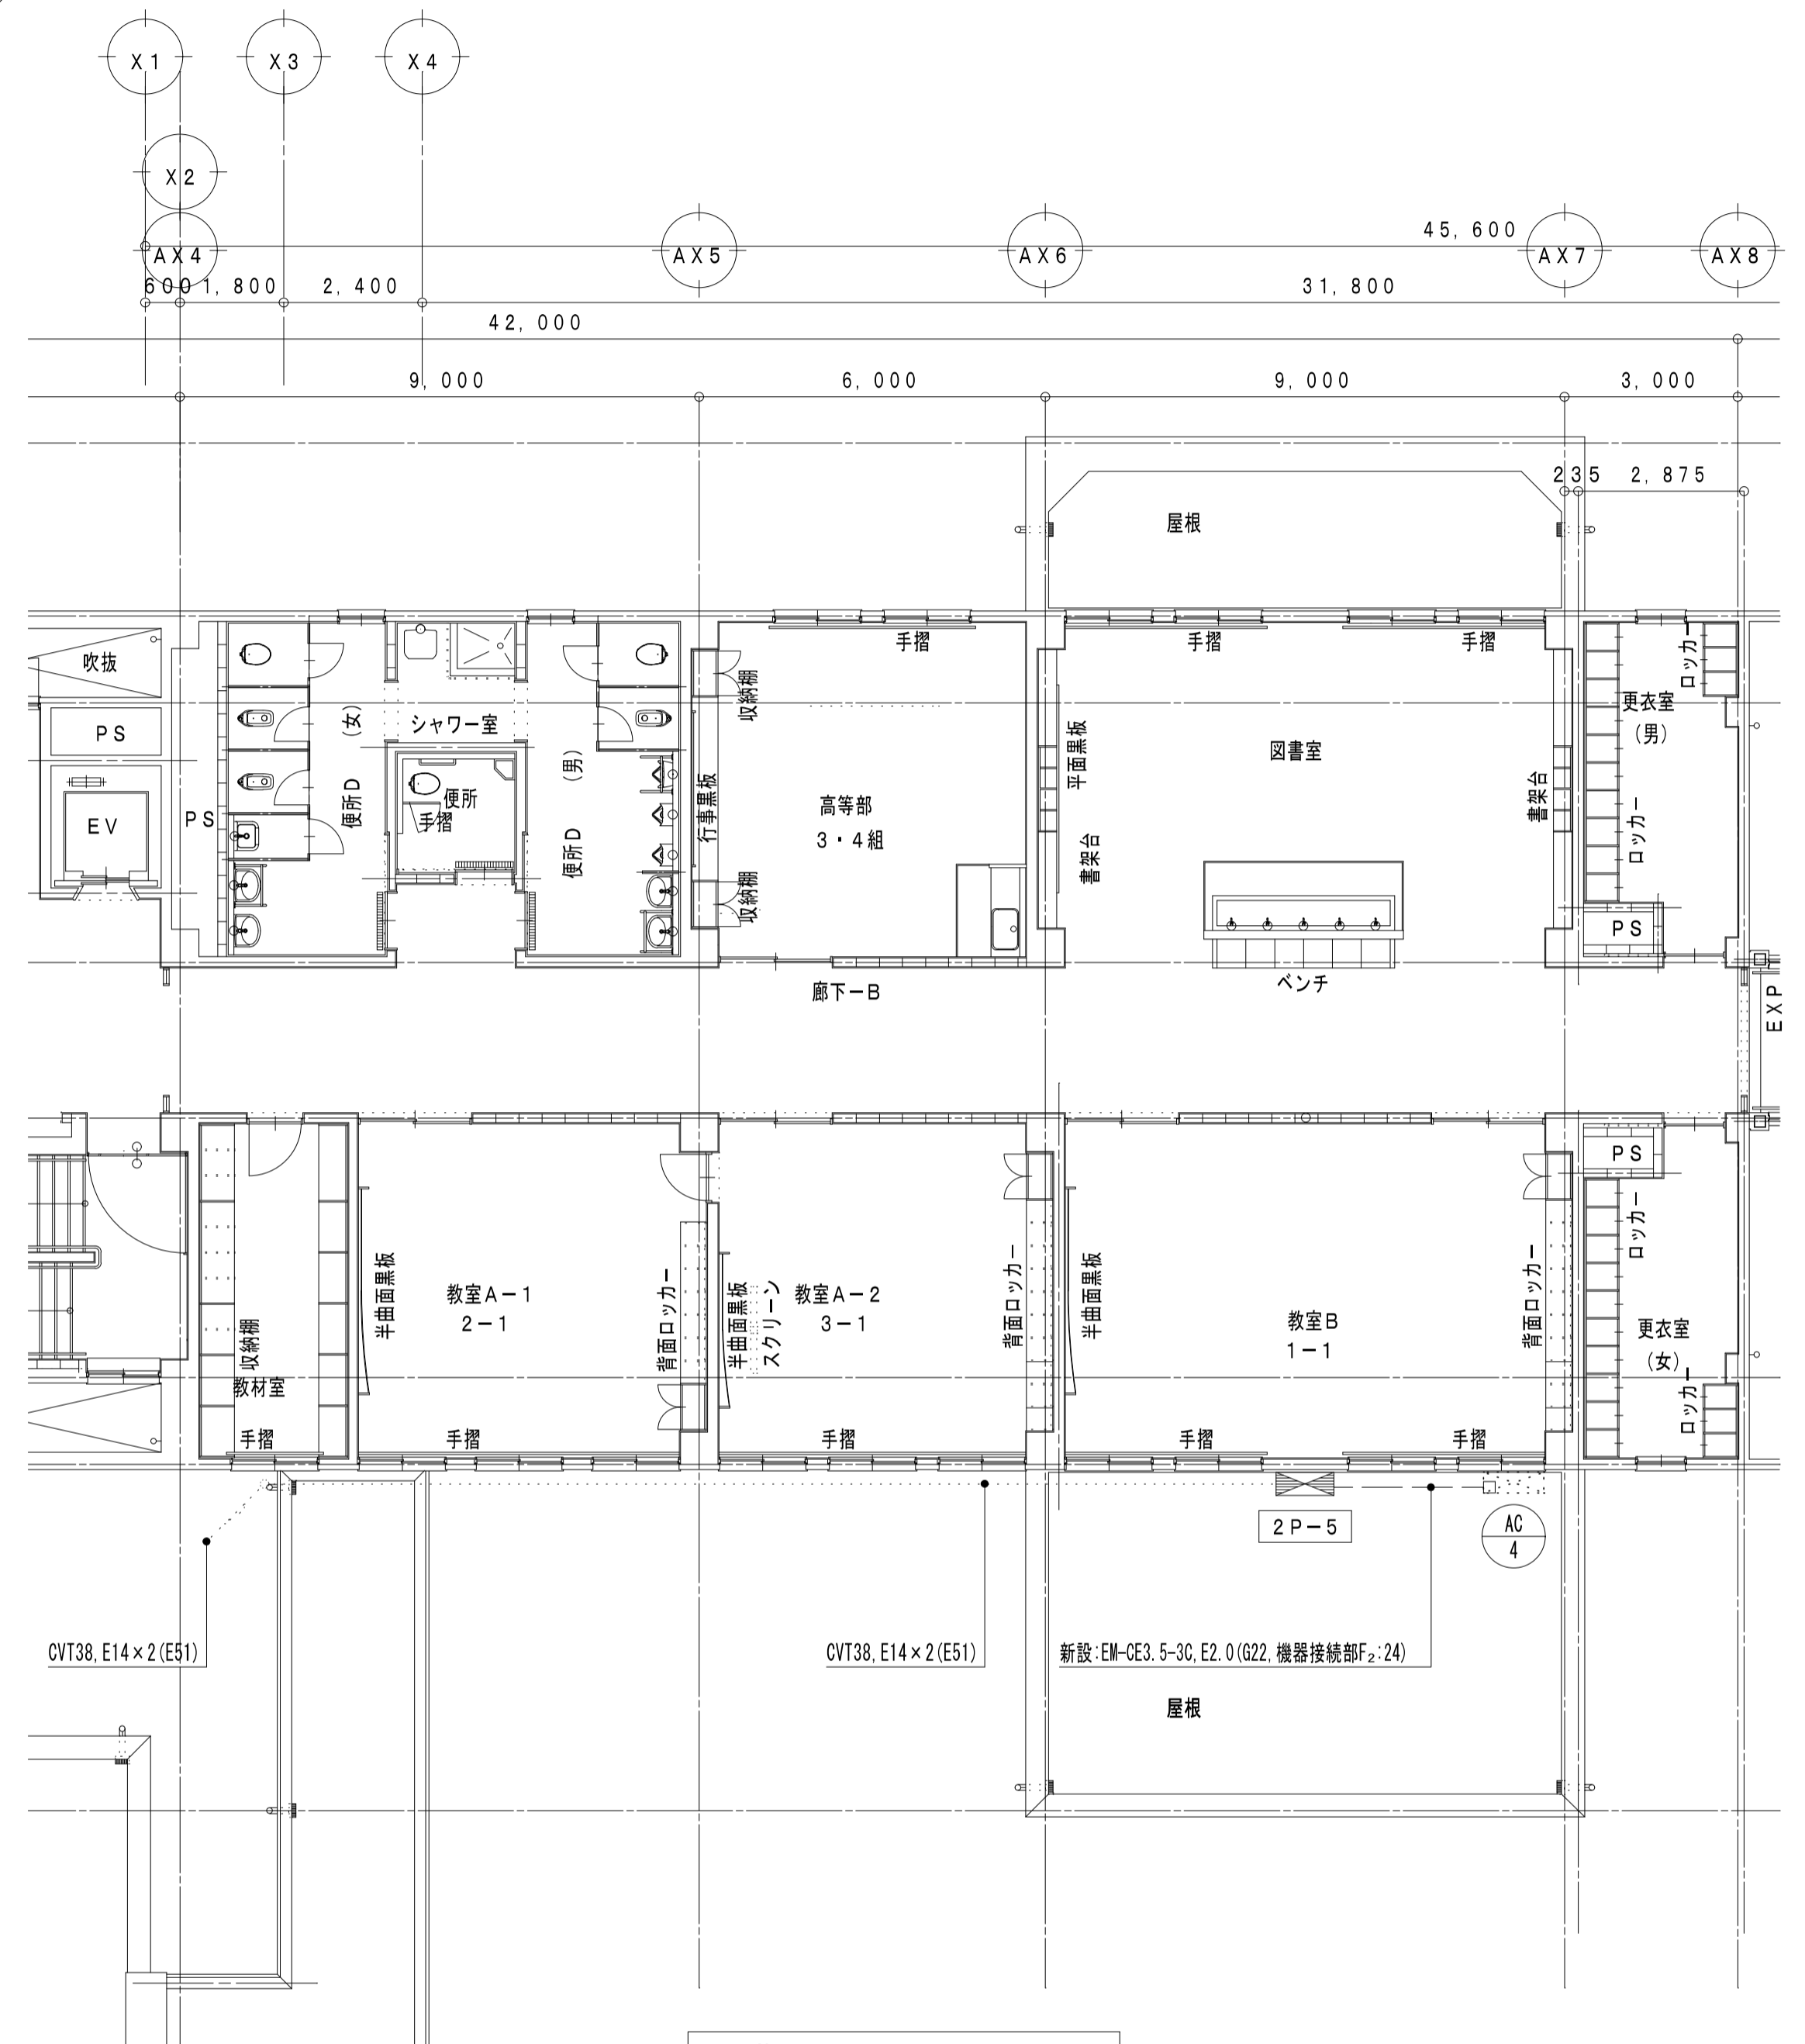 X1
X3
X4
X2
AX4
AX5
AX6
AX7
AX8
45,600
600
1,800
2,400
31,800
42,000
9,000
6,000
9,000
3,000
235
2,875
屋根
手摺
手摺
手摺
吹抜
PS
EV
PS
便所D
(女)
シャワー室
便所
手摺
便所D
(男)
収納棚
行事黒板
収納棚
高等部
3・4組
平面黒板
書架台
図書室
書架台
ロッカー
更衣室
(男)
ロッカー
PS
廊下-B
ベンチ
EXP
PS
収納棚
教材室
手摺
半曲面黒板
教室A-1
2-1
手摺
背面ロッカー
半曲面黒板
スクリーン
教室A-2
3-1
手摺
背面ロッカー
半曲面黒板
教室B
1-1
手摺
手摺
背面ロッカー
ロッカー
更衣室
(女)
ロッカー
2P-5
AC
4
CVT38,E14×2(E51)
CVT38,E14×2(E51)
新設:EM-CE3.5-3C,E2.0(G22,機器接続部F₂:24)
屋根